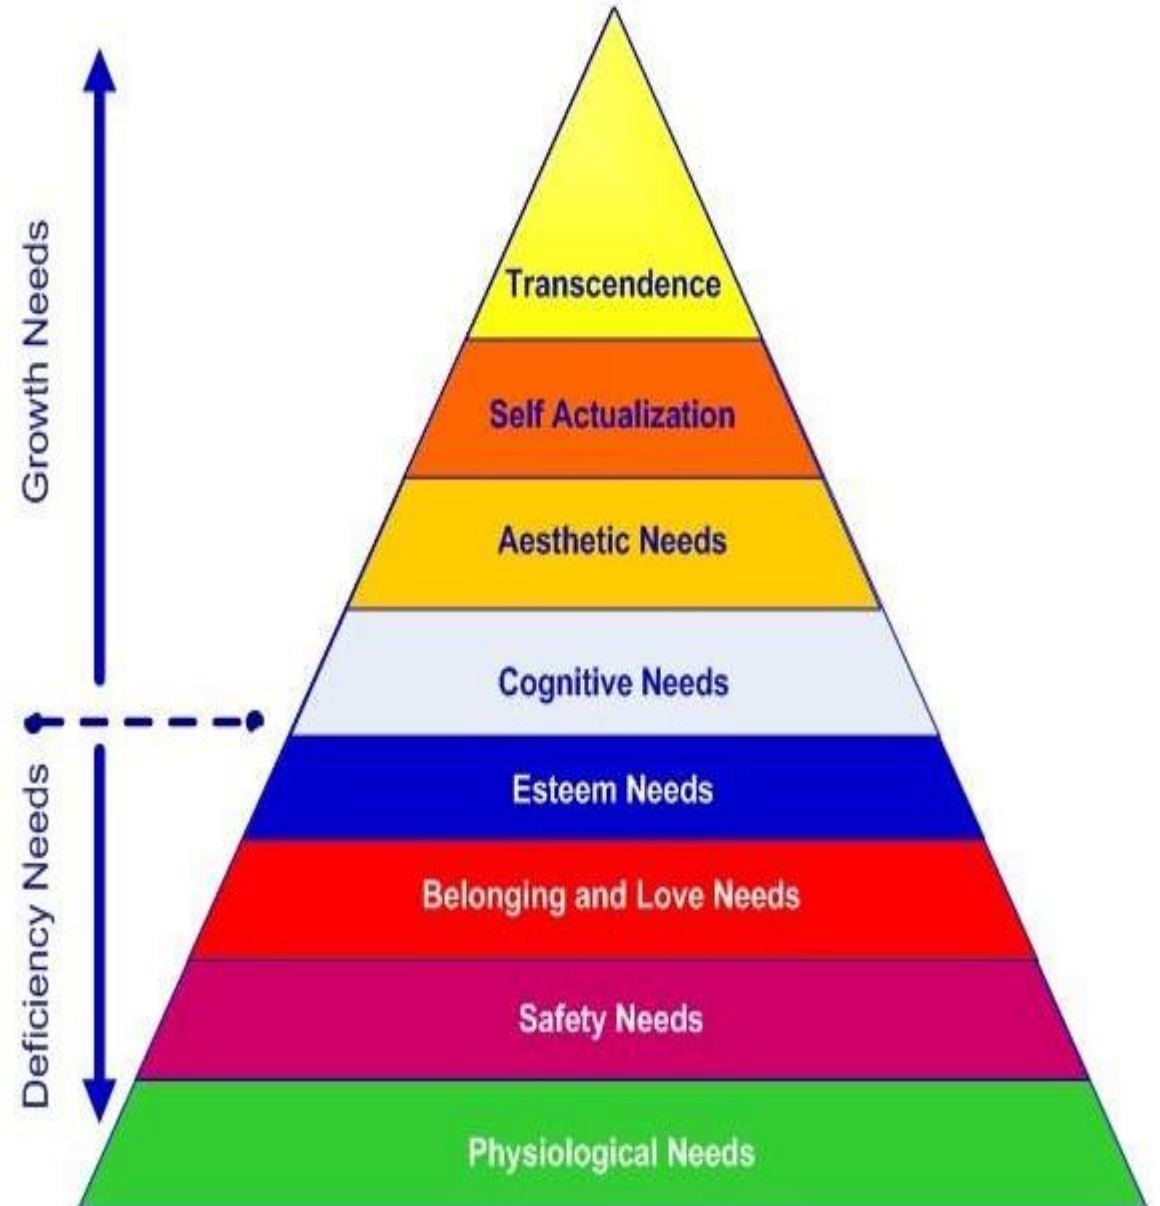 Growth Needs
Deficiency Needs
Transcendence
Self Actualization
Aesthetic Needs
Cognitive Needs
Esteem Needs
Belonging and Love Needs
Safety Needs
Physiological Needs